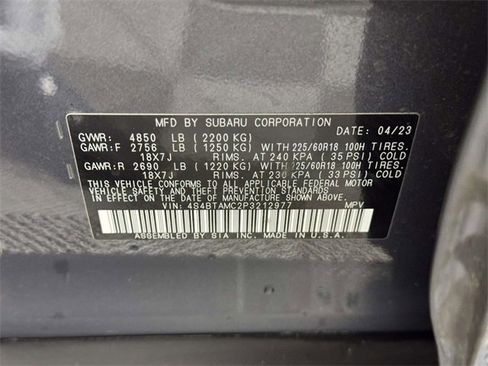 MFD. BY SUBARU CORPORATION DATE: 04/23
GVWR: 4850 LB (2200 KG)
GAWR:F 2756 LB (1250 KG) WITH 225/60R18 100H TIRES.
18X7J RIMS. AT 240 KPA (35 PSI) COLD
GAWR:R 2690 LB (1220 KG) WITH 225/60R18 100H TIRES.
18X7J RIMS. AT 230 KPA (33 PSI) COLD
THIS VEHICLE CONFORMS TO ALL APPLICABLE FEDERAL MOTOR
VEHICLE SAFETY AND THEFT PREVENTION STANDARDS
IN EFFECT ON THE DATE OF MANUFACTURE SHOWN ABOVE.
VIN: 4S4BTAMC2P3212977 MPV
ASSEMBLED BY SIA INC. MADE IN U.S.A.